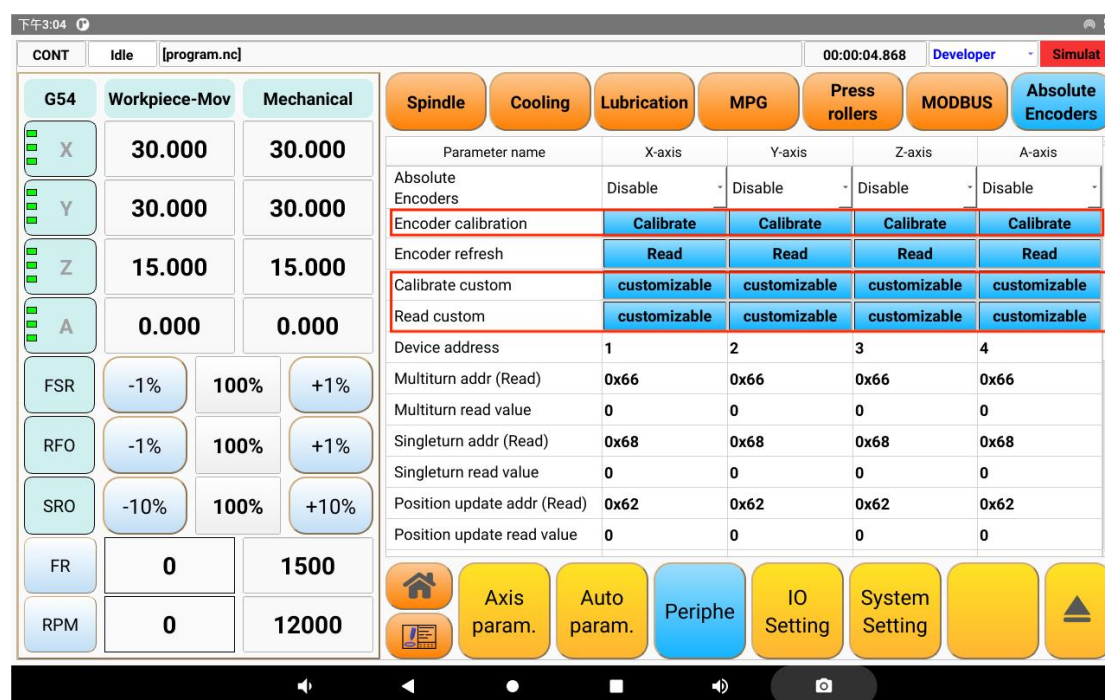 下午3:04
CONT Idle [program.nc] 00:00:04.868 Developer Simulat
G54 Workpiece-Mov Mechanical
X 30.000 30.000
Y 30.000 30.000
Z 15.000 15.000
A 0.000 0.000
FSR -1% 100% +1%
RFO -1% 100% +1%
SRO -10% 100% +10%
FR 0 1500
RPM 0 12000
Spindle Cooling Lubrication MPG Press rollers MODBUS Absolute Encoders
Parameter name X-axis Y-axis Z-axis A-axis
Absolute Encoders Disable Disable Disable Disable
Encoder calibration Calibrate Calibrate Calibrate Calibrate
Encoder refresh Read Read Read Read
Calibrate custom customizable customizable customizable customizable
Read custom customizable customizable customizable customizable
Device address 1 2 3 4
Multiturn addr (Read) 0x66 0x66 0x66 0x66
Multiturn read value 0 0 0 0
Singleturn addr (Read) 0x68 0x68 0x68 0x68
Singleturn read value 0 0 0 0
Position update addr (Read) 0x62 0x62 0x62 0x62
Position update read value 0 0 0 0
Axis param. Auto param. Periphe IO Setting System Setting